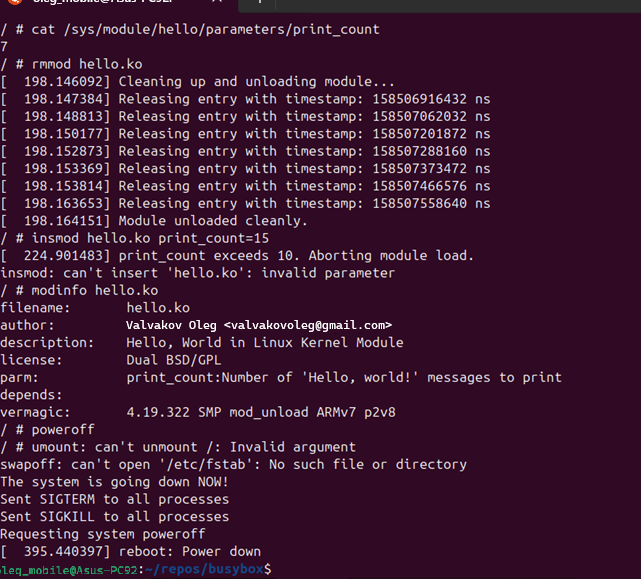 oleg_mobile@Asus-PC92:
/ # cat /sys/module/hello/parameters/print_count
7
/ # rmmod hello.ko
[  198.146092] Cleaning up and unloading module...
[  198.147384] Releasing entry with timestamp: 158506916432 ns
[  198.148813] Releasing entry with timestamp: 158507062032 ns
[  198.150177] Releasing entry with timestamp: 158507201872 ns
[  198.152873] Releasing entry with timestamp: 158507288160 ns
[  198.153369] Releasing entry with timestamp: 158507373472 ns
[  198.153814] Releasing entry with timestamp: 158507466576 ns
[  198.163653] Releasing entry with timestamp: 158507558640 ns
[  198.164151] Module unloaded cleanly.
/ # insmod hello.ko print_count=15
[  224.901483] print_count exceeds 10. Aborting module load.
insmod: can't insert 'hello.ko': invalid parameter
/ # modinfo hello.ko
filename:       hello.ko
author:         Valvakov Oleg <valvakovoleg@gmail.com>
description:    Hello, World in Linux Kernel Module
license:        Dual BSD/GPL
parm:           print_count:Number of 'Hello, world!' messages to print
depends:
vermagic:       4.19.322 SMP mod_unload ARMv7 p2v8
/ # poweroff
/ # umount: can't unmount /: Invalid argument
swapoff: can't open '/etc/fstab': No such file or directory
The system is going down NOW!
Sent SIGTERM to all processes
Sent SIGKILL to all processes
Requesting system poweroff
[  395.440397] reboot: Power down
oleg_mobile@Asus-PC92:~/repos/busybox$